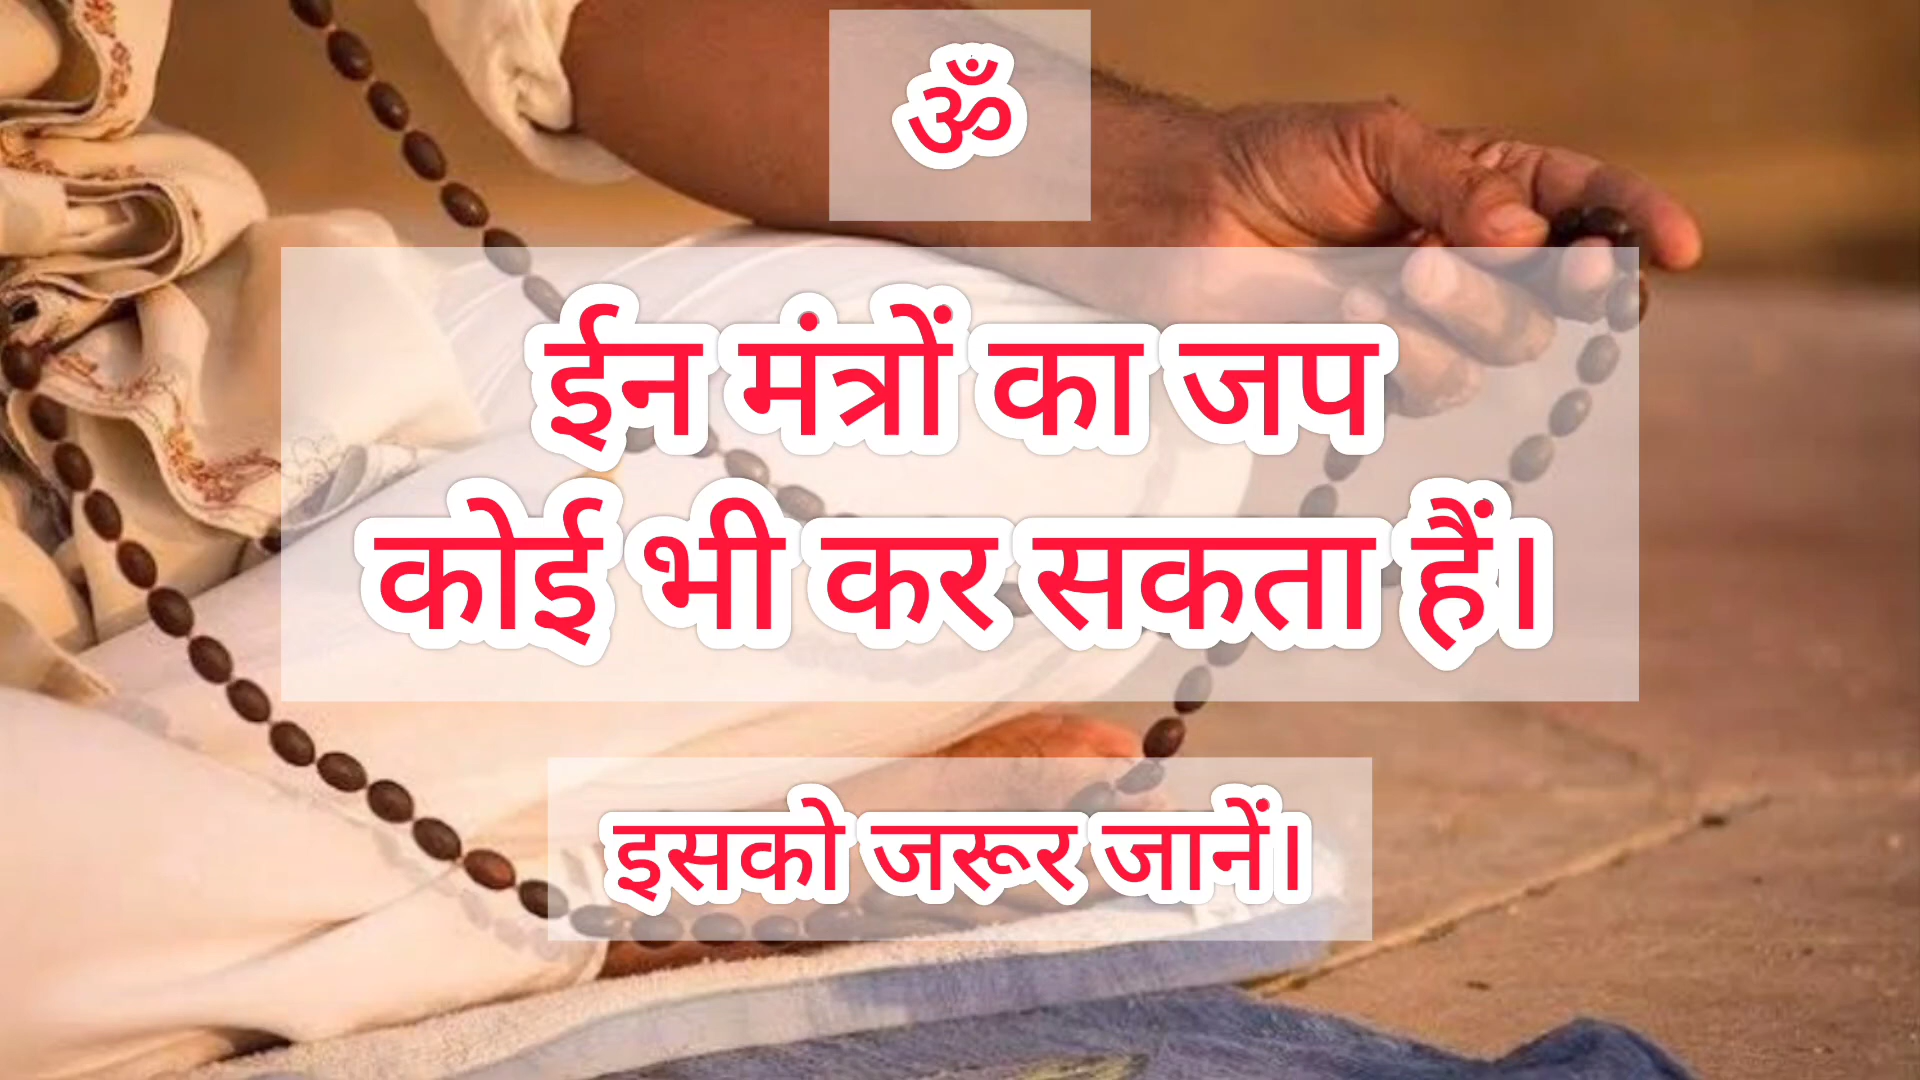 ॐ
ईन मंत्रों का जप
कोई भी कर सकता हैं।
इसको जरूर जानें।